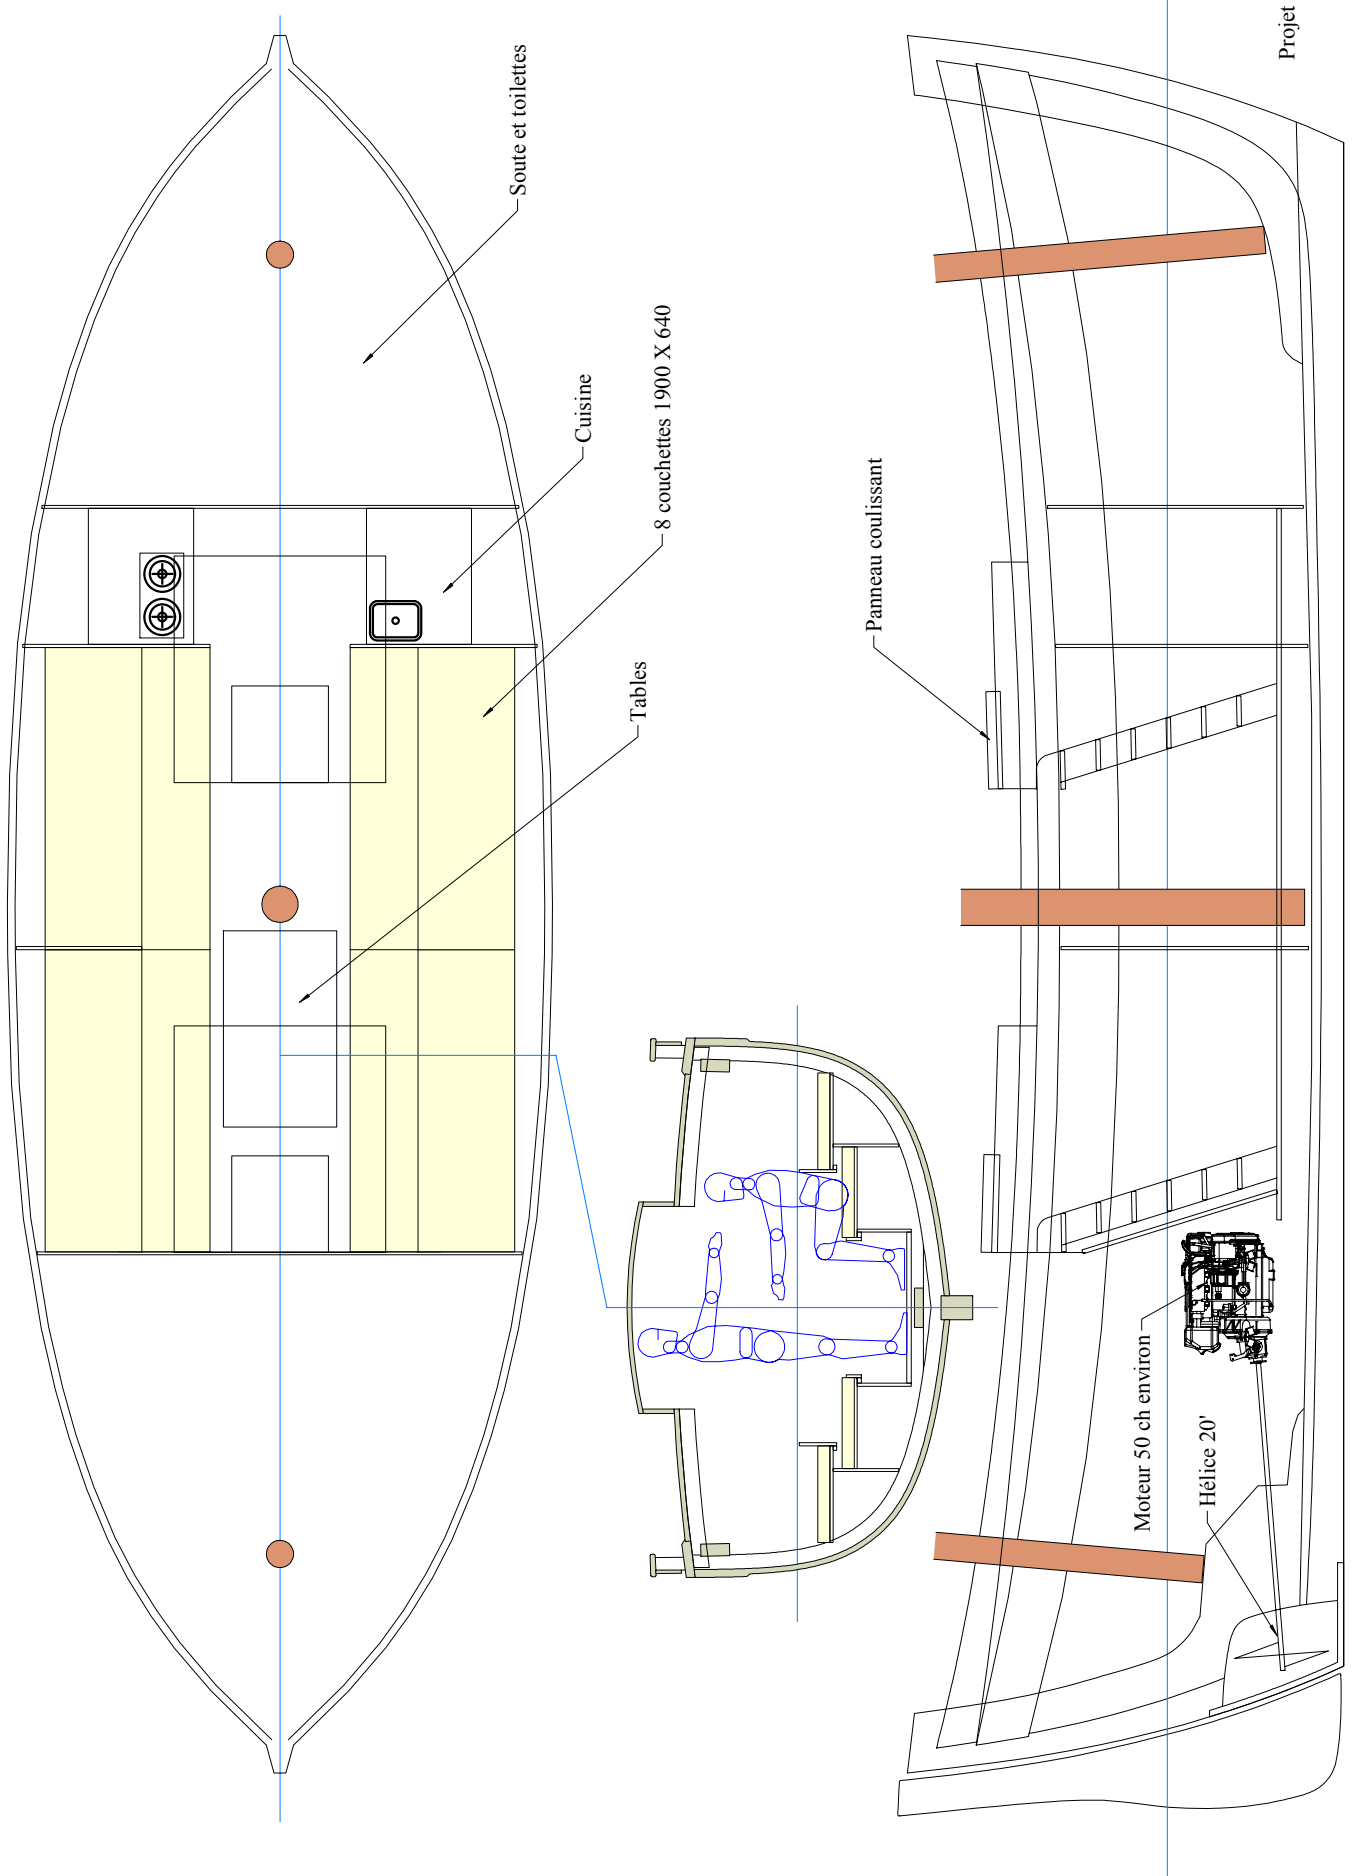 Soute et toilettes
Cuisine
8 couchettes 1900 X 640
Tables
Panneau coulissant
Moteur 50 ch environ
Hélice 20'
Projet